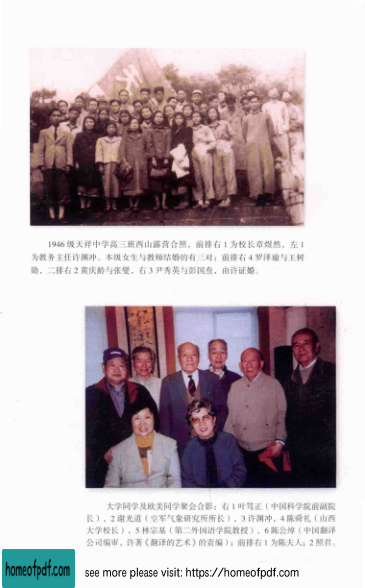 1946 级天祥中学高三班西山露营合照，前排右 1 为校长章煜然，左 1
为教务主任许渊冲。本级女生与教师结婚的有三对：前排右 4 罗泽瑜与王树
勋，二排右 2 黄庆龄与张燮，右 3 尹秀英与彭国焘，由许证婚。
大学同学及欧美同学聚会合影：右 1 叶笃正（中国科学院前副院
长），2 谢光道（空军气象研究所所长），3 许渊冲，4 陈舜礼（山西
大学校长），5 林宗基（第二外国语学院教授），6 陈公绰（中国翻译
公司编审，许著《翻译的艺术》的责编）；前排右 1 为陈夫人；2 照君。
homeofpdf.com
see more please visit: https://homeofpdf.com